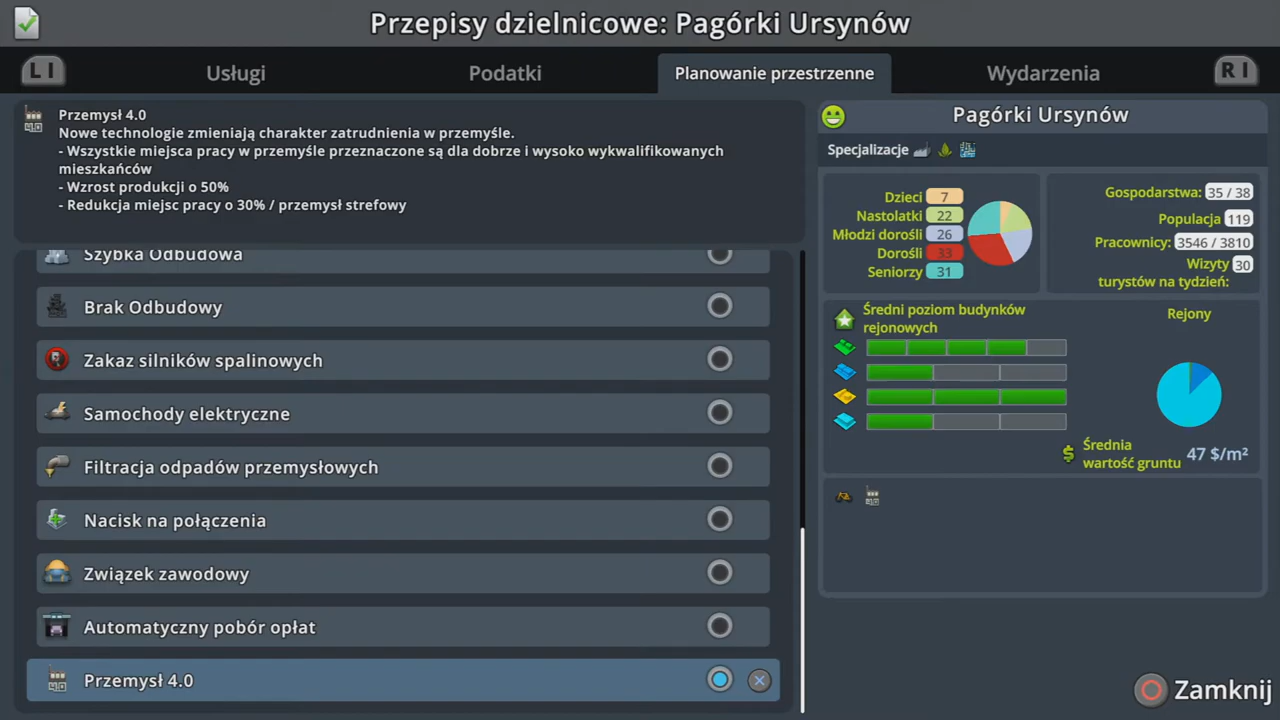 Przepisy dzielnicowe: Pagórki Ursynów
L1
Usługi
Podatki
Planowanie przestrzenne
Wydarzenia
R1
Przemysł 4.0
Nowe technologie zmieniają charakter zatrudnienia w przemyśle.
- Wszystkie miejsca pracy w przemyśle przeznaczone są dla dobrze i wysoko wykwalifikowanych
mieszkańców
- Wzrost produkcji o 50%
- Redukcja miejsc pracy o 30% / przemysł strefowy
Szybka Odbudowa
Brak Odbudowy
Zakaz silników spalinowych
Samochody elektryczne
Filtracja odpadów przemysłowych
Nacisk na połączenia
Związek zawodowy
Automatyczny pobór opłat
Przemysł 4.0
Pagórki Ursynów
Specjalizacje
Dzieci 7
Nastolatki 22
Młodzi dorośli 26
Dorośli 33
Seniorzy 31
Gospodarstwa: 35 / 38
Populacja 119
Pracownicy: 3546 / 3810
Wizyty 30
turystów na tydzień:
Średni poziom budynków
rejonowych
Rejony
Średnia
wartość gruntu 47 $/m²
Zamknij